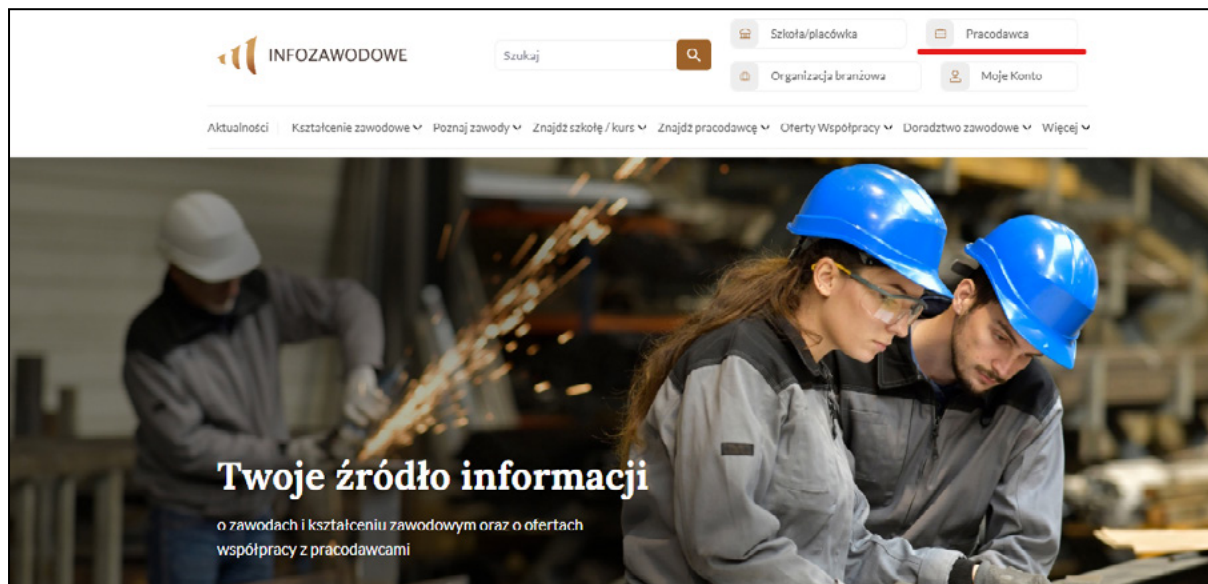 INFOZAWODOWE
Szukaj
Szkoła/placówka
Pracodawca
Organizacja branżowa
Moje Konto
Aktualności
Kształcenie zawodowe
Poznaj zawody
Znajdź szkołę / kurs
Znajdź pracodawcę
Oferty Współpracy
Doradztwo zawodowe
Więcej
Twoje źródło informacji
o zawodach i kształceniu zawodowym oraz o ofertach
współpracy z pracodawcami